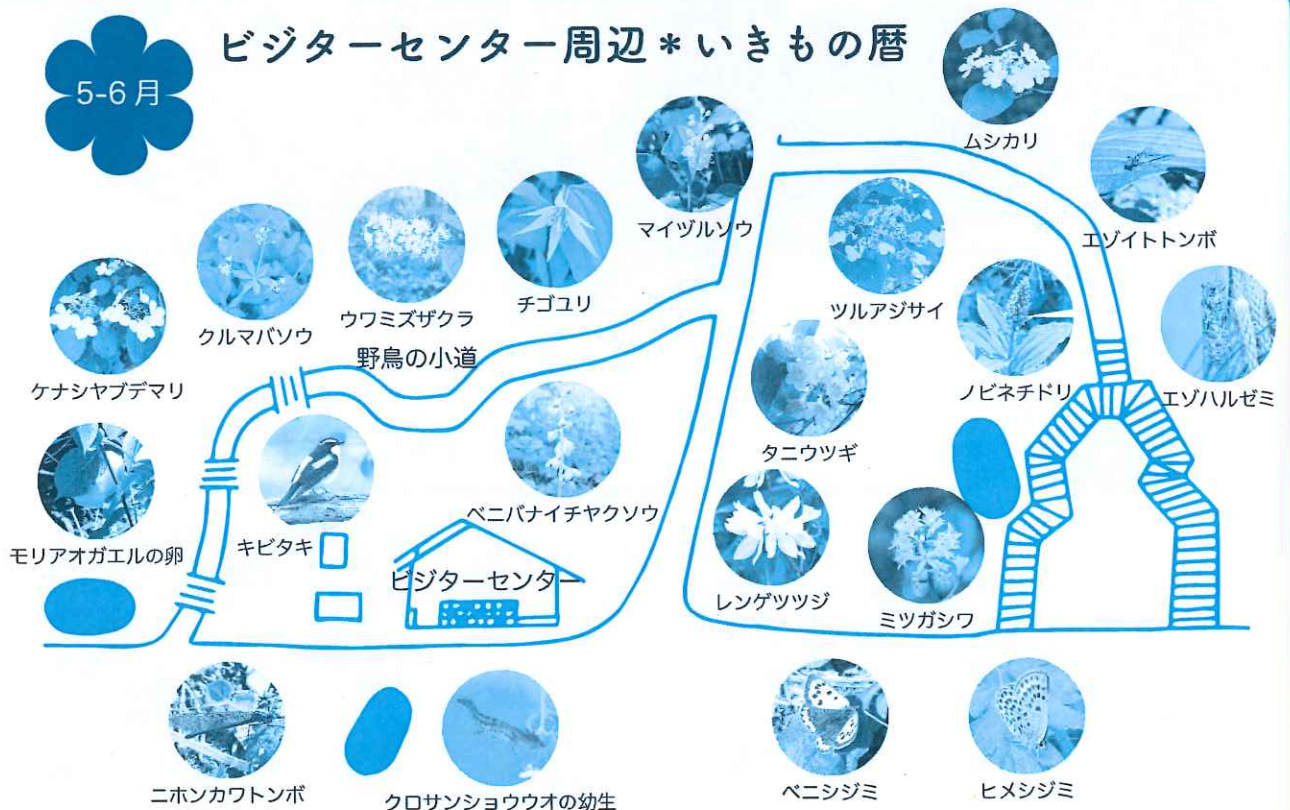 ビジターセンター周辺*いきもの暦
5-6月
ムシカリ
エゾイトトンボ
マイヅルソウ
チゴユリ
ツルアジサイ
ウワミズザクラ
クルマバソウ
野鳥の小道
ケナシヤブデマリ
ノビネチドリ
エゾハルゼミ
タニウツギ
ベニバナイチヤクソウ
モリアオガエルの卵
キビタキ
ビジターセンター
レンゲツツジ
ミツガシワ
ニホンカワトンボ
クロサンショウウオの幼生
ベニシジミ
ヒメシジミ